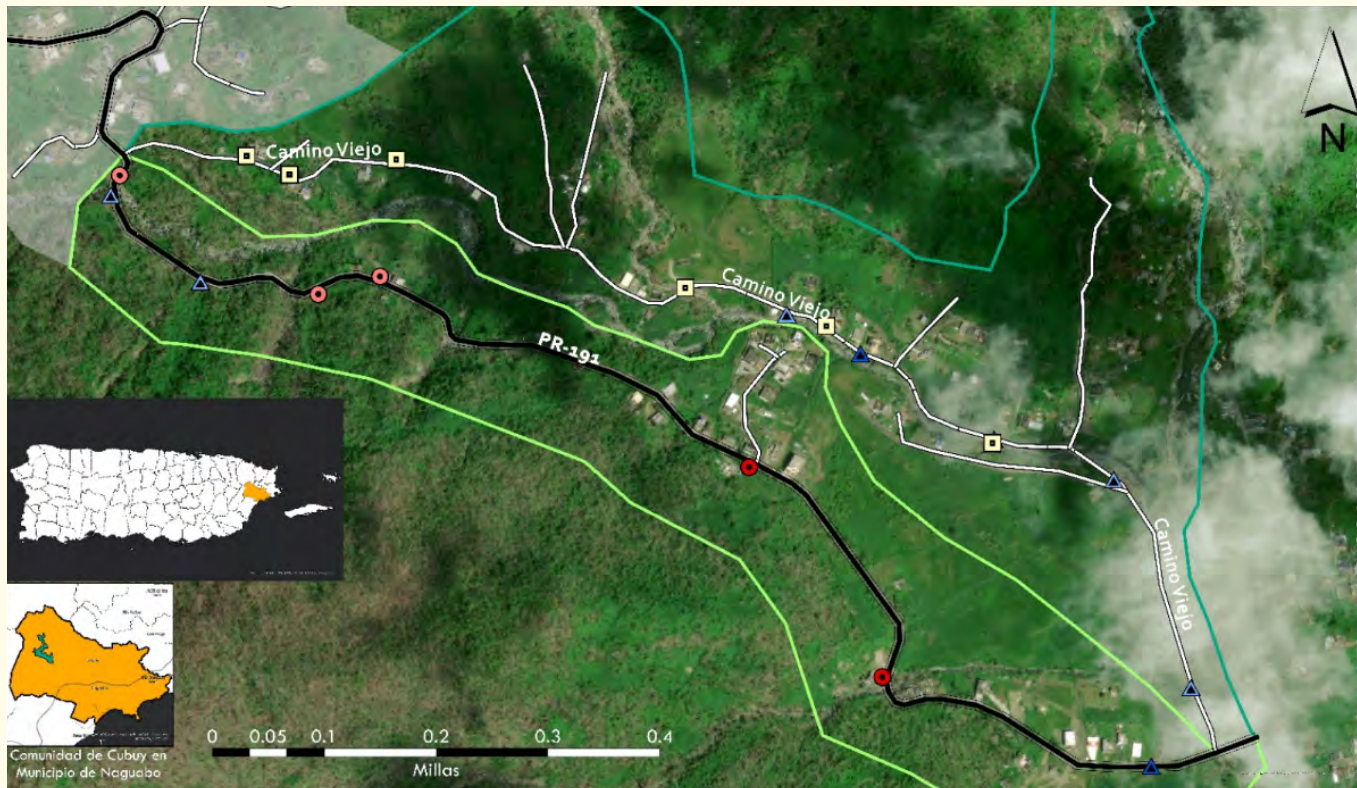 Camino Viejo
N
Camino Viejo
PR-191
Camino Viejo
0 0.05 0.1 0.2 0.3 0.4
Millas
Comunidad de Cubuy en
Municipio de Naguabo